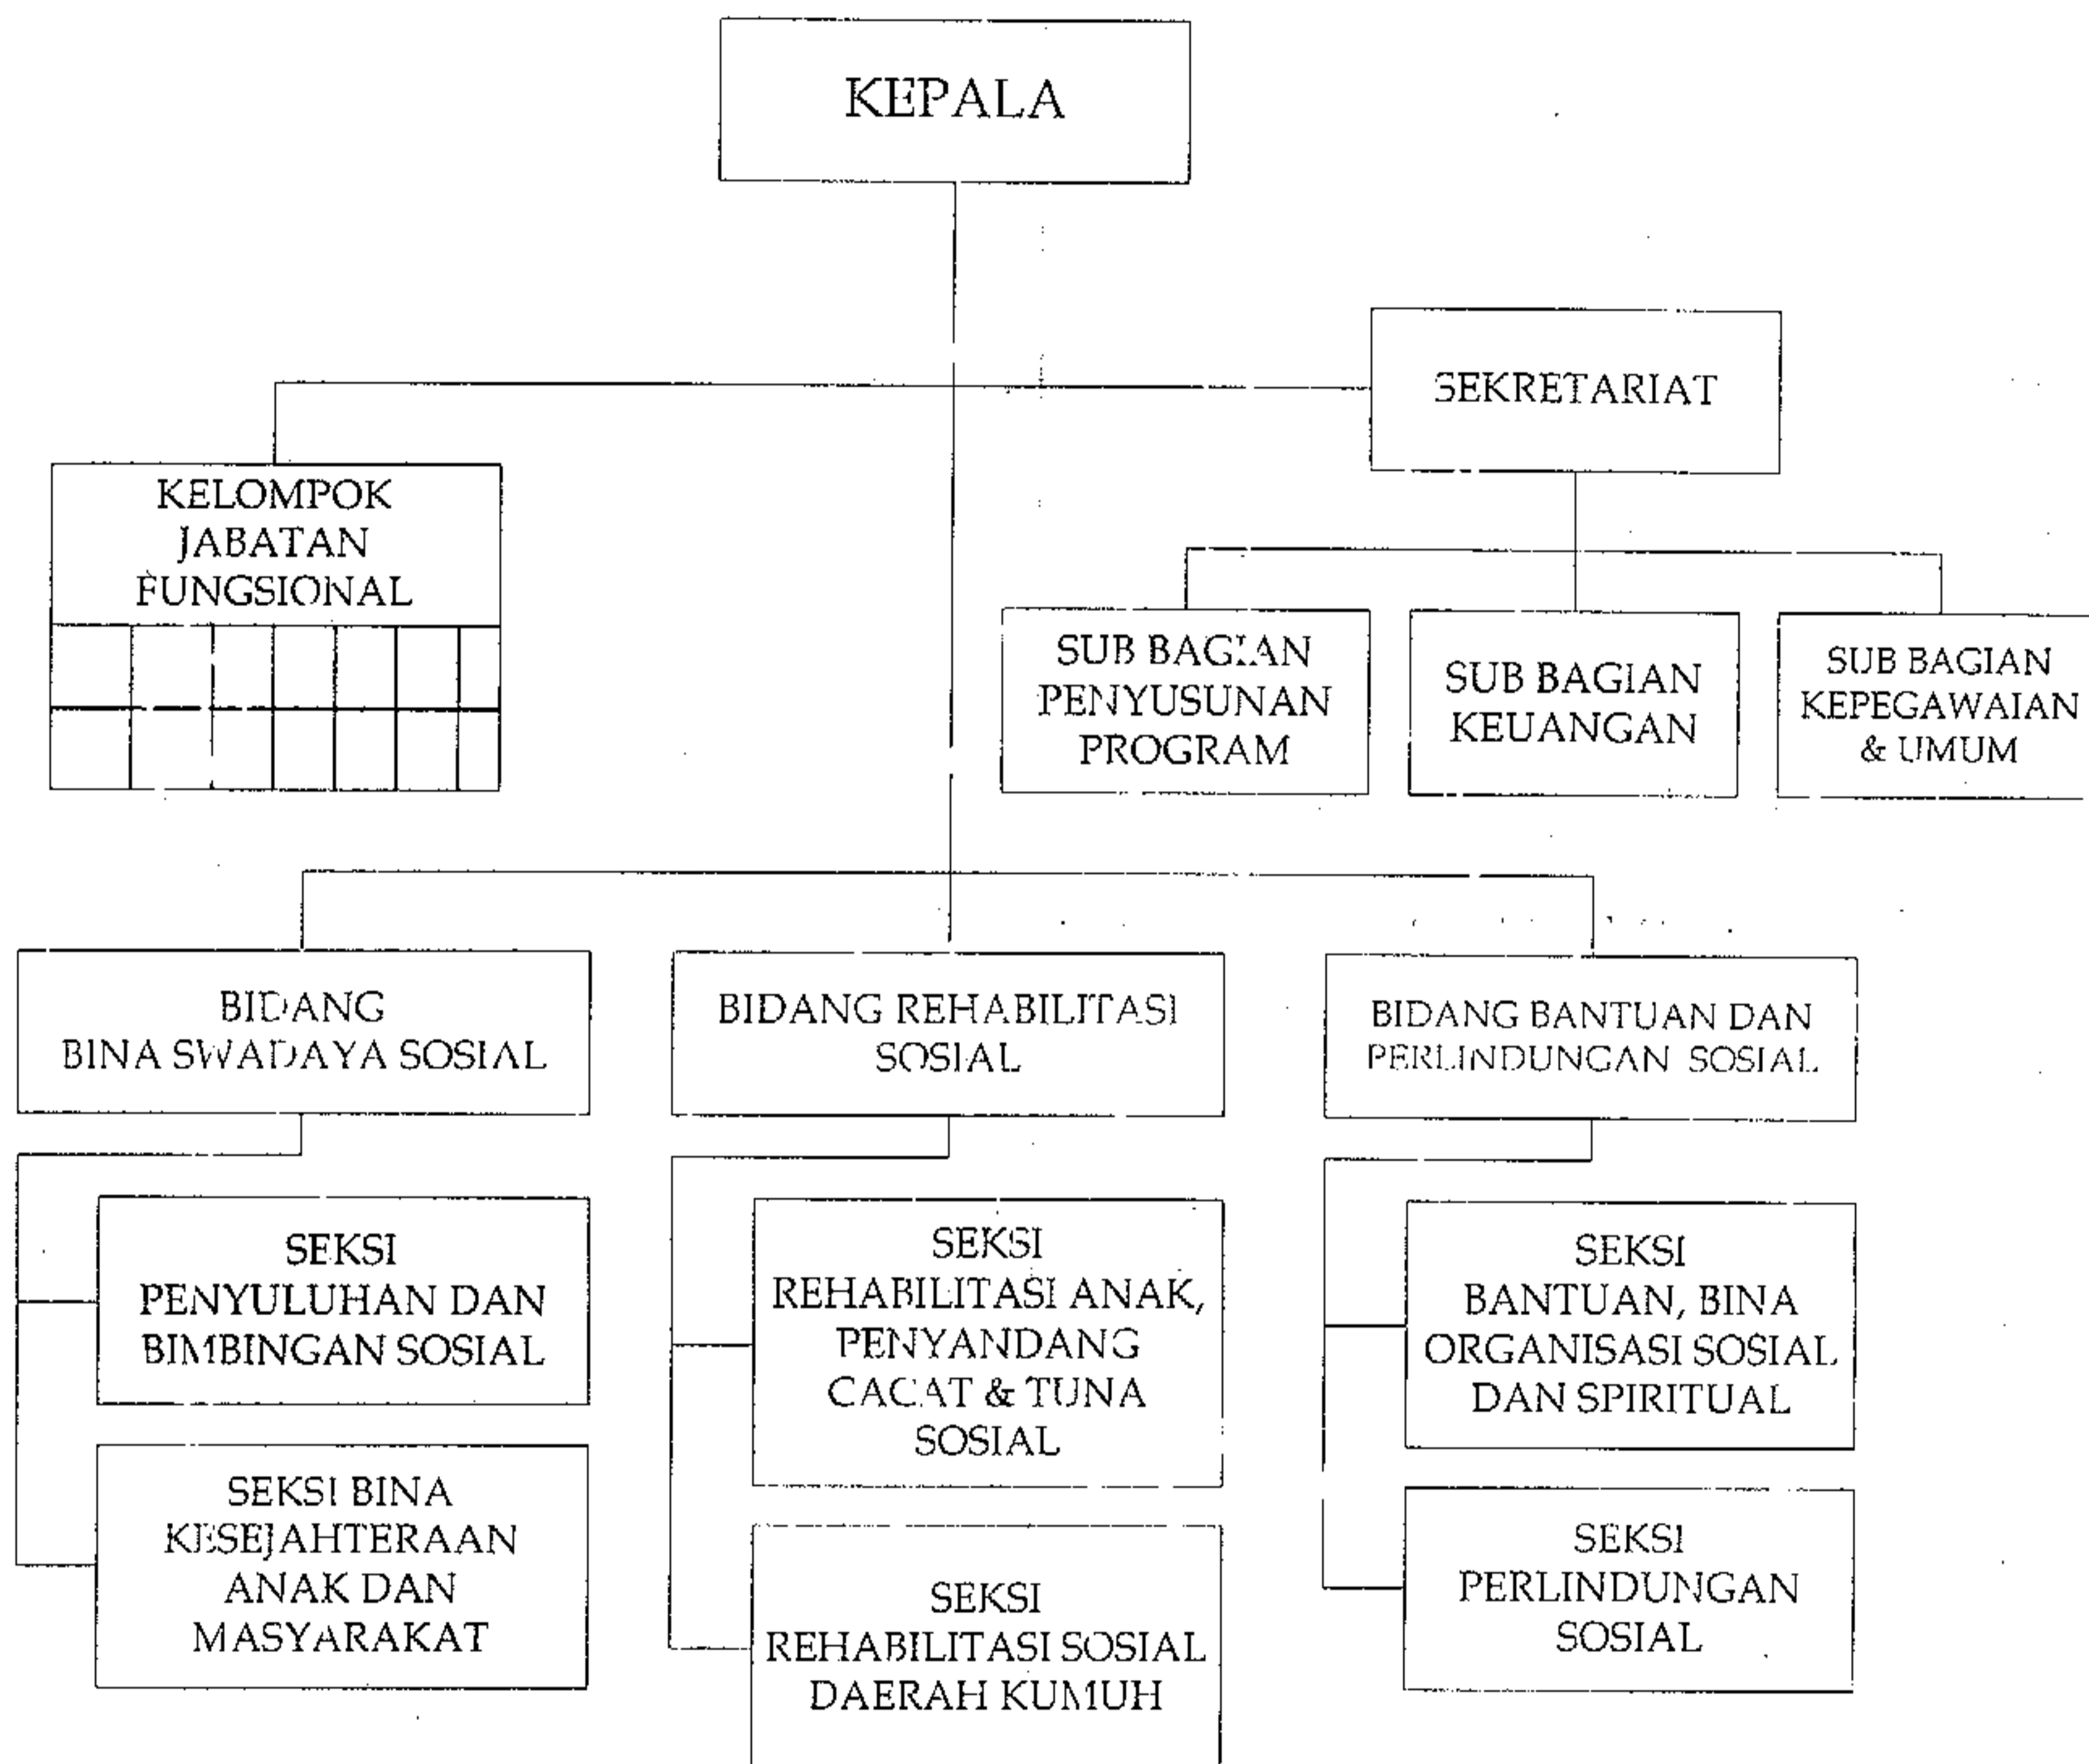 KEPALA
SEKRETARIAT
KELOMPOK
JABATAN
FUNGSIONAL
SUB BAGIAN
PENYUSUNAN
PROGRAM
SUB BAGIAN
KEUANGAN
SUB BAGIAN
KEPEGAWAIAN
& UMUM
BIDANG
BINA SWADAYA SOSIAL
BIDANG REHABILITASI
SOSIAL
BIDANG BANTUAN DAN
PERLINDUNGAN SOSIAL
SEKSI
PENYULUHAN DAN
BIMBINGAN SOSIAL
SEKSI BINA
KESEJAHTERAAN
ANAK DAN
MASYARAKAT
SEKSI
REHABILITASI ANAK,
PENYANDANG
CACAT & TUNA
SOSIAL
SEKSI
REHABILITASI SOSIAL
DAERAH KUMUH
SEKSI
BANTUAN, BINA
ORGANISASI SOSIAL
DAN SPIRITUAL
SEKSI
PERLINDUNGAN
SOSIAL